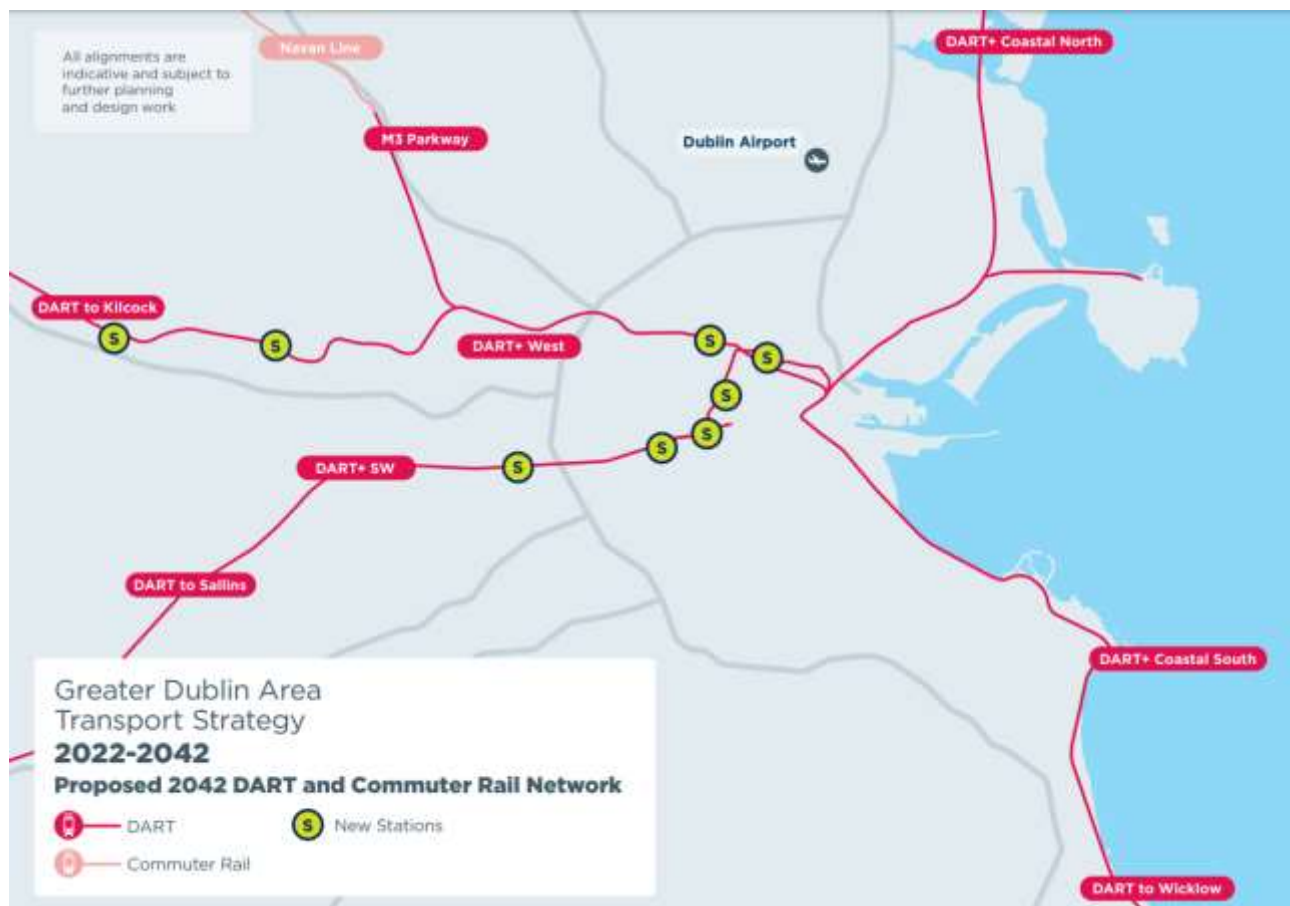 All alignments are
indicative and subject to
further planning
and design work
Navan Line
DART+ Coastal North
M3 Parkway
Dublin Airport
DART to Kilcock
S
S
DART+ West
S
S
S
S
S
S
DART+ SW
DART to Sallins
DART+ Coastal South
DART to Wicklow
Greater Dublin Area
Transport Strategy
2022-2042
Proposed 2042 DART and Commuter Rail Network
DART
S New Stations
Commuter Rail